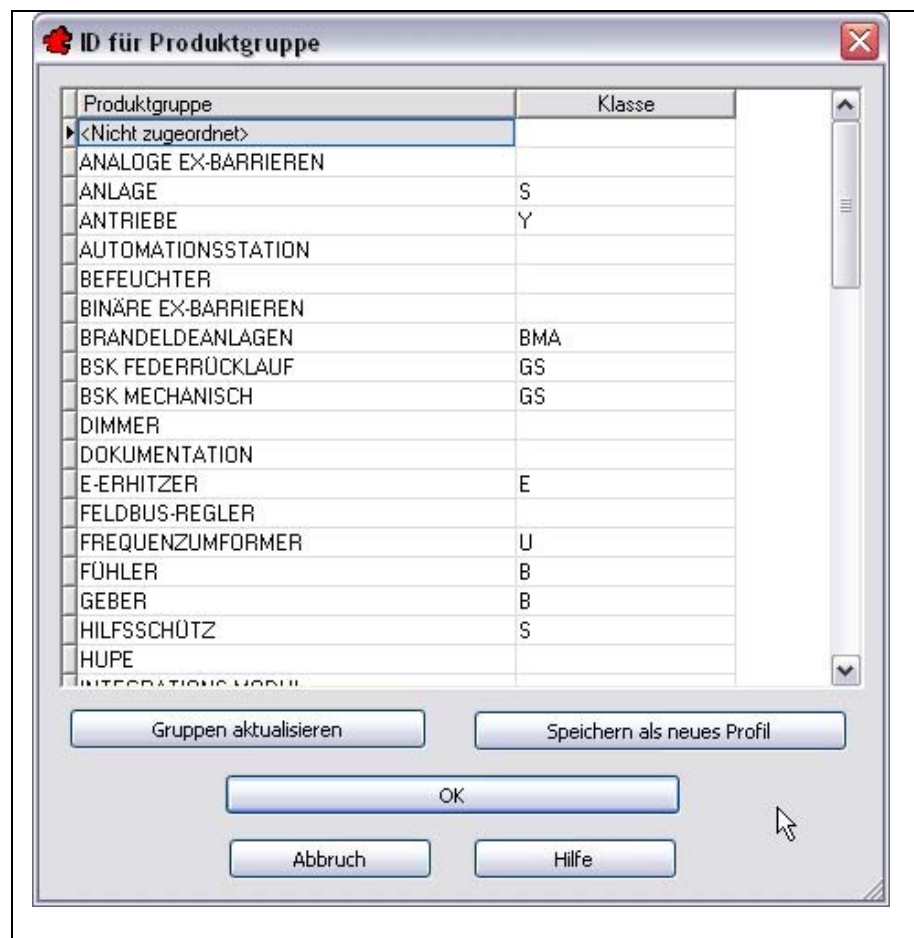 ID für Produktgruppe
Produktgruppe Klasse
<Nicht zugeordnet>
ANALOGE EX-BARRIEREN
ANLAGE S
ANTRIEBE Y
AUTOMATIONSSTATION
BEFEUCHTER
BINÄRE EX-BARRIEREN
BRANDELDEANLAGEN BMA
BSK FEDERRÜCKLAUF GS
BSK MECHANISCH GS
DIMMER
DOKUMENTATION
E-ERHITZER E
FELDBUS-REGLER
FREQUENZUMFORMER U
FÜHLER B
GEBER B
HILFSSCHÜTZ S
HUPE
INTEGRATIONS MODUL
Gruppen aktualisieren Speichern als neues Profil
OK
Abbruch Hilfe